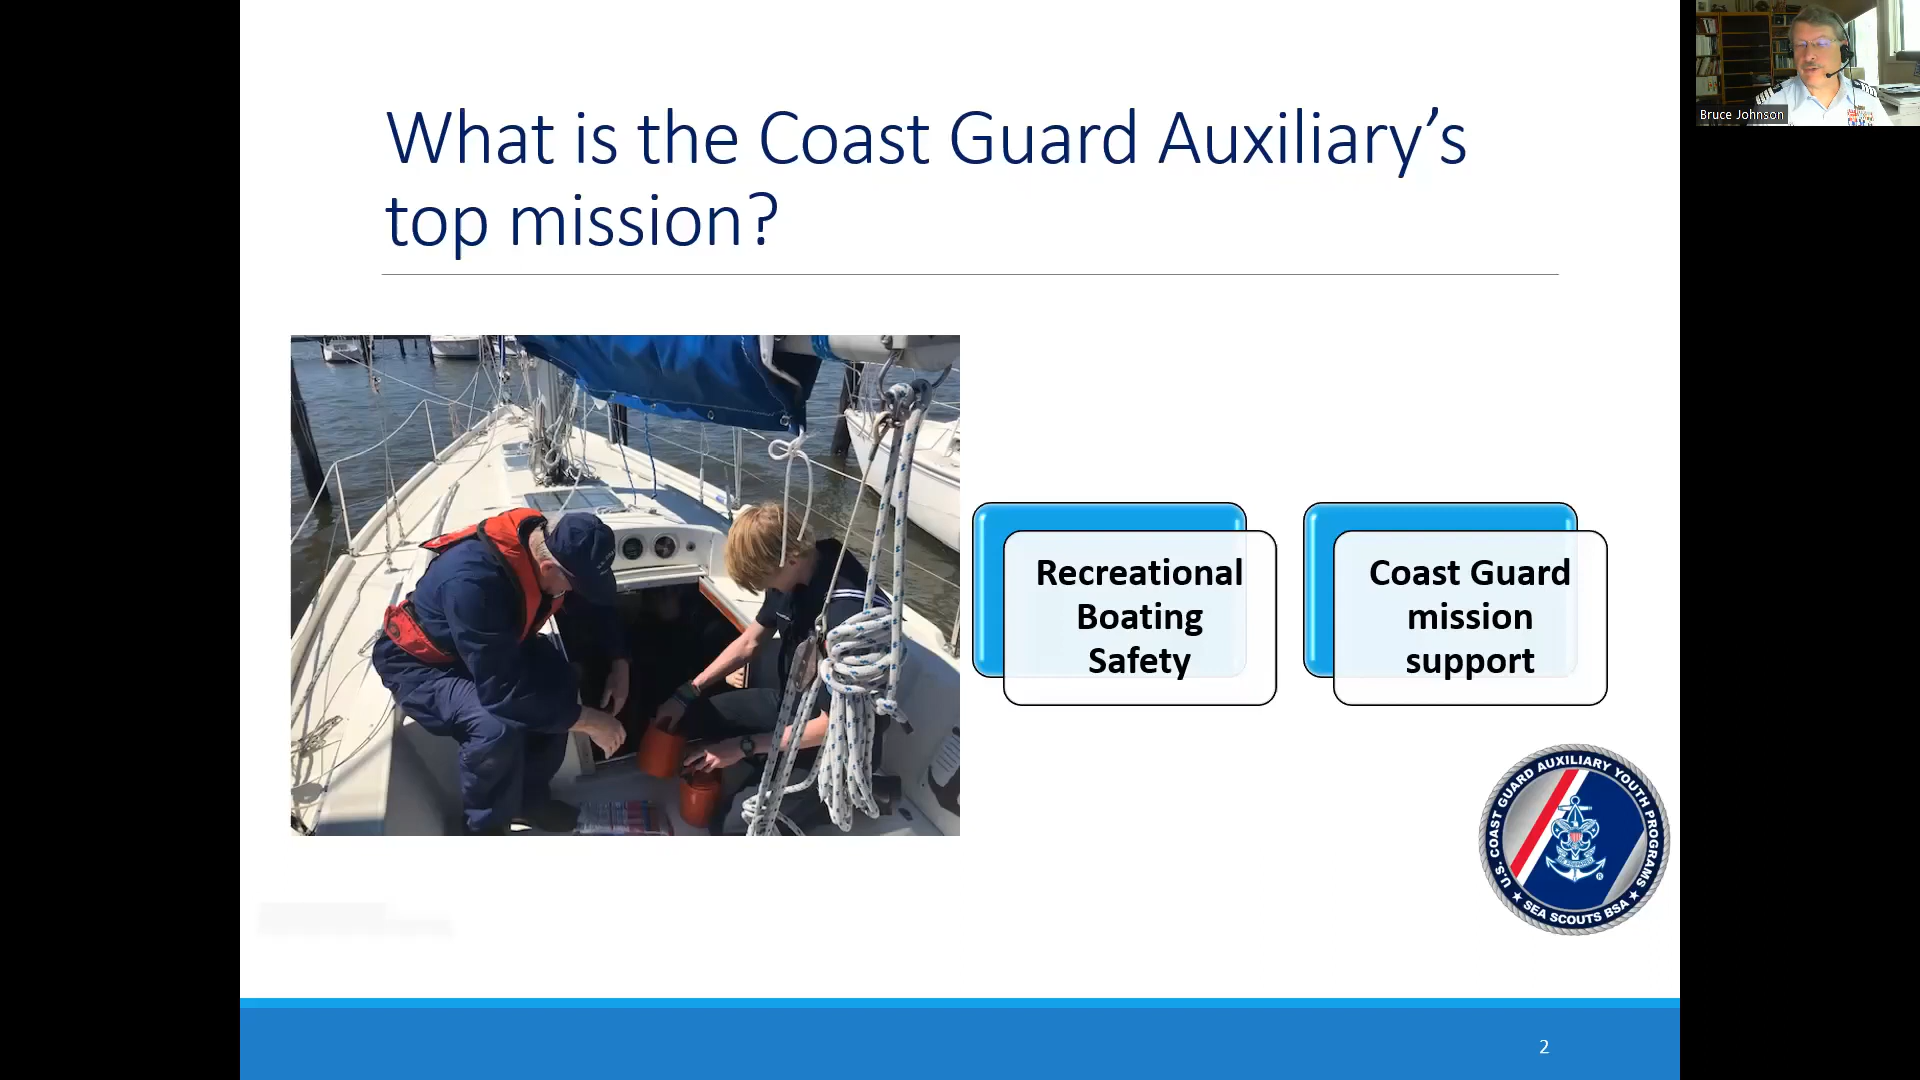 What is the Coast Guard Auxiliary’s
top mission?
Bruce Johnson
Recreational
Boating
Safety
Coast Guard
mission
support
U.S. COAST GUARD AUXILIARY YOUTH PROGRAMS
SEA SCOUTS BSA
®
2